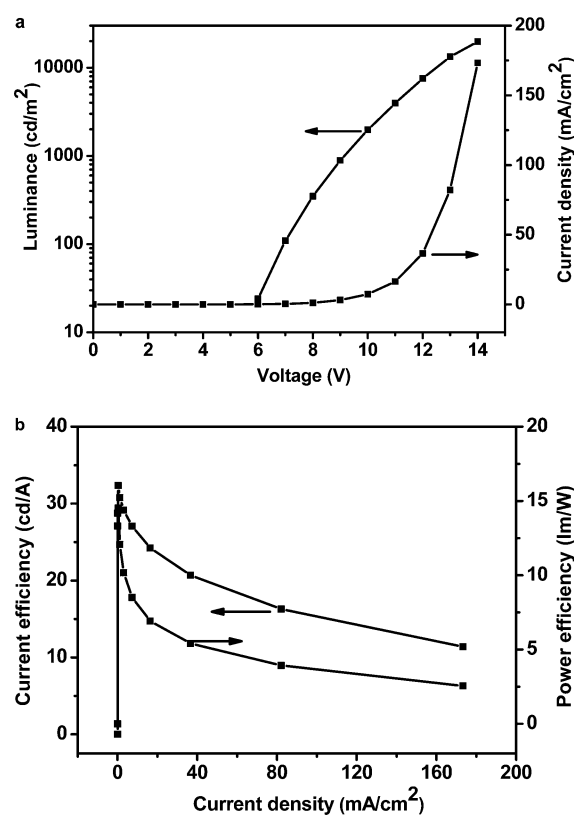 a
Luminance (cd/m²)
10000
1000
100
10
200
150
100
50
0
Current density (mA/cm²)
0 2 4 6 8 10 12 14
Voltage (V)
b
Current efficiency (cd/A)
40
30
20
10
0
20
15
10
5
0
Power efficiency (lm/W)
0 40 80 120 160 200
Current density (mA/cm²)